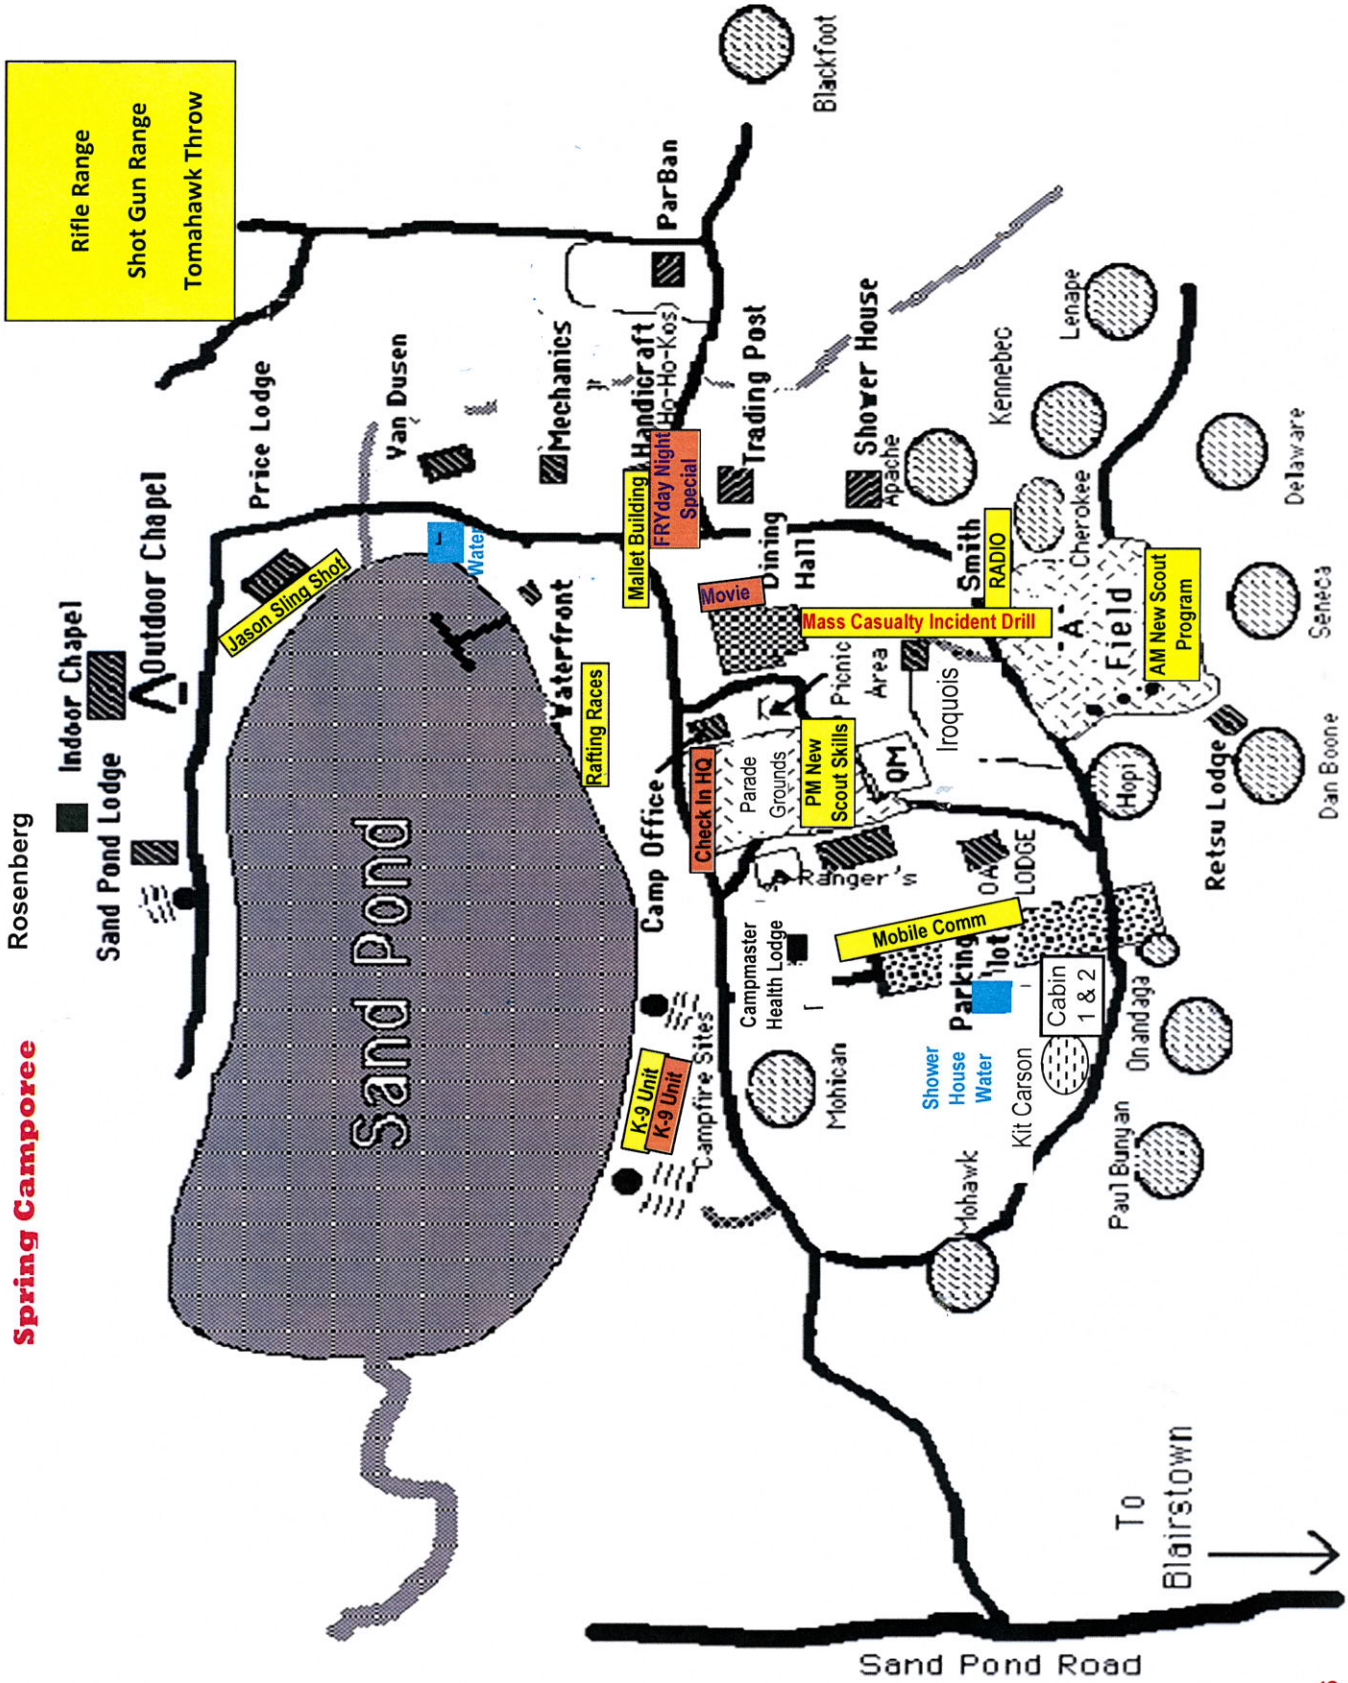 Spring Camporee
Rosenberg
Rifle Range
Shot Gun Range
Tomahawk Throw
Indoor Chapel
Sand Pond Lodge
Outdoor Chapel
Price Lodge
Jason Sling Shot
Van Dusen
Water
Sand Pond
Waterfront
Rafting Races
Mechanics
Mallet Building
Handicraft
(Ho-Ho-Kos)
ParBan
Blackfoot
FRYday Night
Special
Trading Post
Shower House
Dining
Hall
Movie
Mass Casualty Incident Drill
Camp Office
Check In HQ
Parade
Grounds
PM New
Scout Skills
Picnic
Area
QM
Iroquois
Ranger's
OA
LODGE
K-9 Unit
K-9 Unit
Campfire Sites
Campmaster
Health Lodge
Mobile Comm
Parking
lot
Shower
House
Water
Cabin
1 & 2
Kit Carson
Mohican
Mohawk
Paul Bunyan
Onandaga
Apache
Kennebec
Lenape
Cherokee
Smith
RADIO
A
Field
AM New Scout
Program
Delaware
Seneca
Dan Boone
Retsu Lodge
Hopi
To
Blairstown
Sand Pond Road